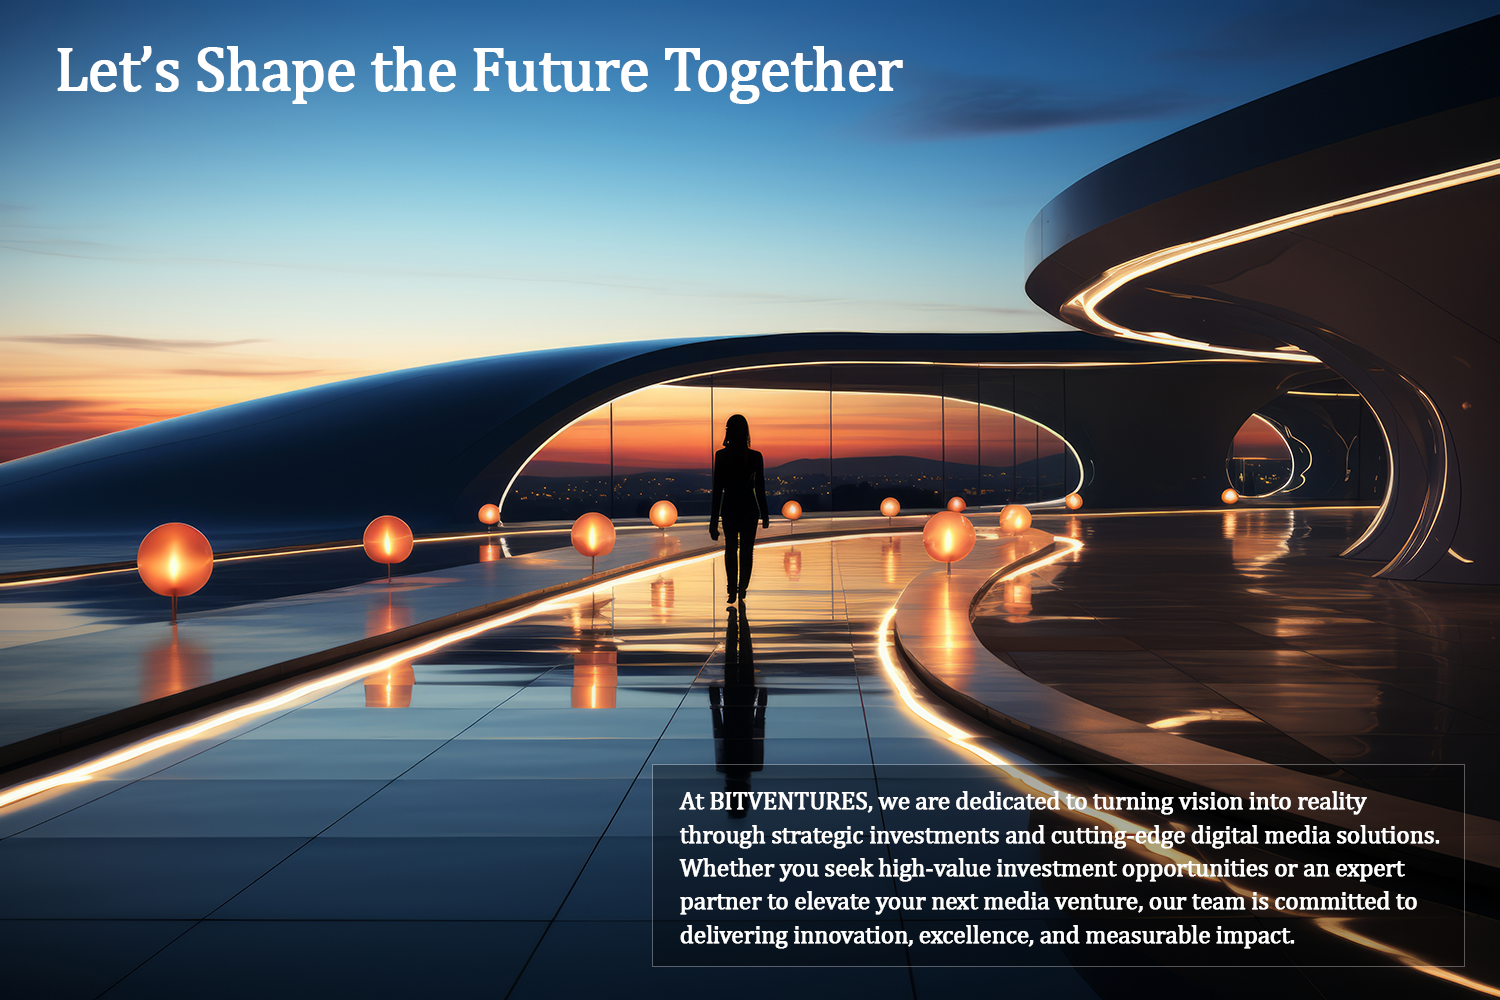 Let’s Shape the Future Together
At BITVENTURES, we are dedicated to turning vision into reality
through strategic investments and cutting-edge digital media solutions.
Whether you seek high-value investment opportunities or an expert
partner to elevate your next media venture, our team is committed to
delivering innovation, excellence, and measurable impact.